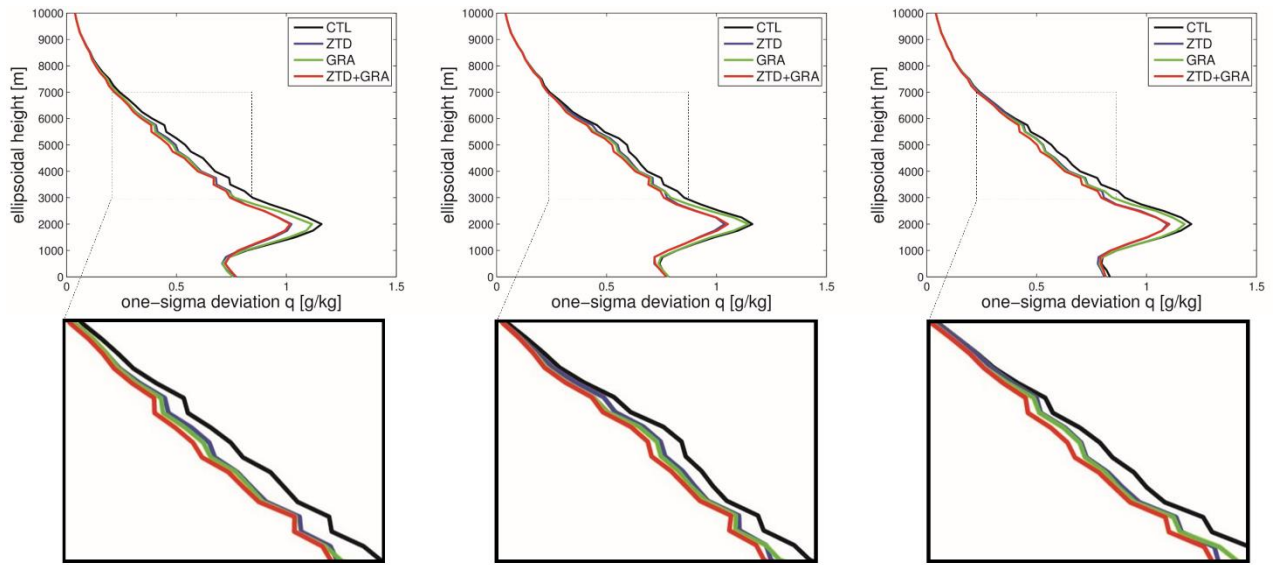 10000
9000
8000
7000
6000
5000
4000
3000
2000
1000
0
ellipsoidal height [m]
CTL
ZTD
GRA
ZTD+GRA
0 0.5 1 1.5
one-sigma deviation q [g/kg]
10000
9000
8000
7000
6000
5000
4000
3000
2000
1000
0
ellipsoidal height [m]
CTL
ZTD
GRA
ZTD+GRA
0 0.5 1 1.5
one-sigma deviation q [g/kg]
10000
9000
8000
7000
6000
5000
4000
3000
2000
1000
0
ellipsoidal height [m]
CTL
ZTD
GRA
ZTD+GRA
0 0.5 1 1.5
one-sigma deviation q [g/kg]